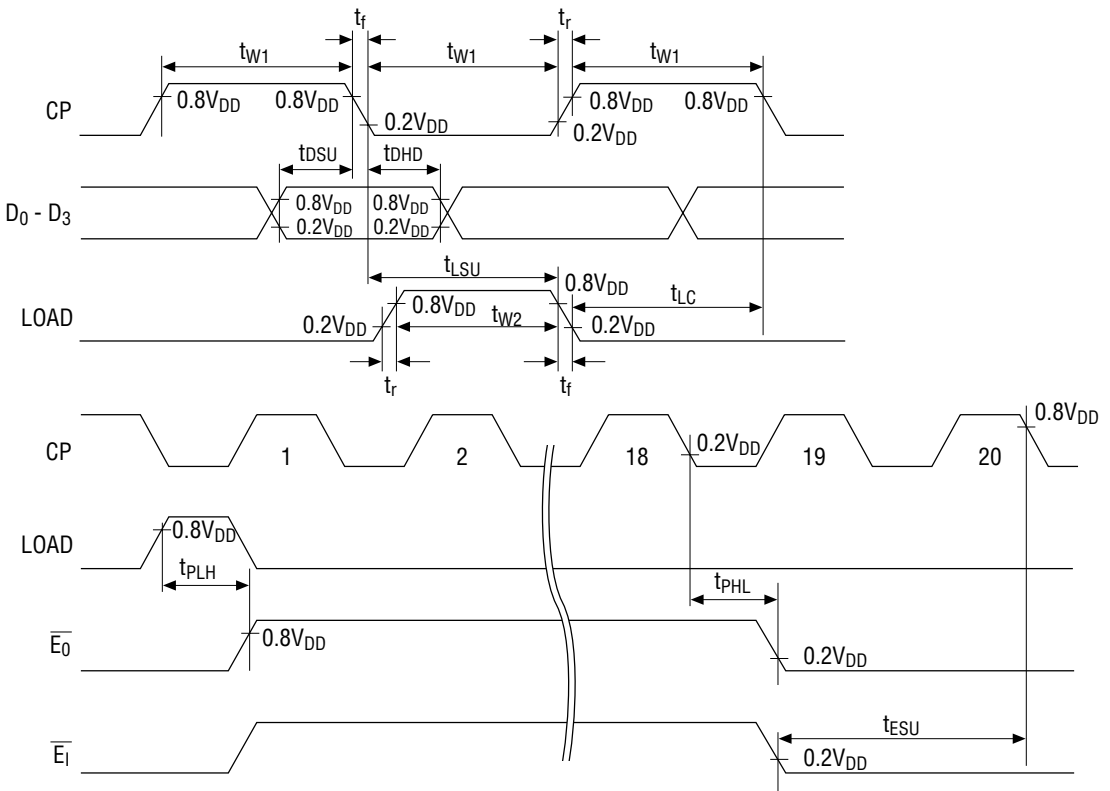 tf tr
tW1 tW1 tW1
CP 0.8VDD 0.8VDD 0.8VDD 0.8VDD
0.2VDD 0.2VDD
tDSU tDHD
D0 - D3 0.8VDD 0.8VDD
0.2VDD 0.2VDD
tLSU 0.8VDD tLC
LOAD 0.8VDD
0.2VDD tW2 0.2VDD
tr tf
CP 1 2 18 0.2VDD 19 20 0.8VDD
LOAD 0.8VDD
tPLH tPHL
E0 0.8VDD 0.2VDD
tESU
EI 0.2VDD